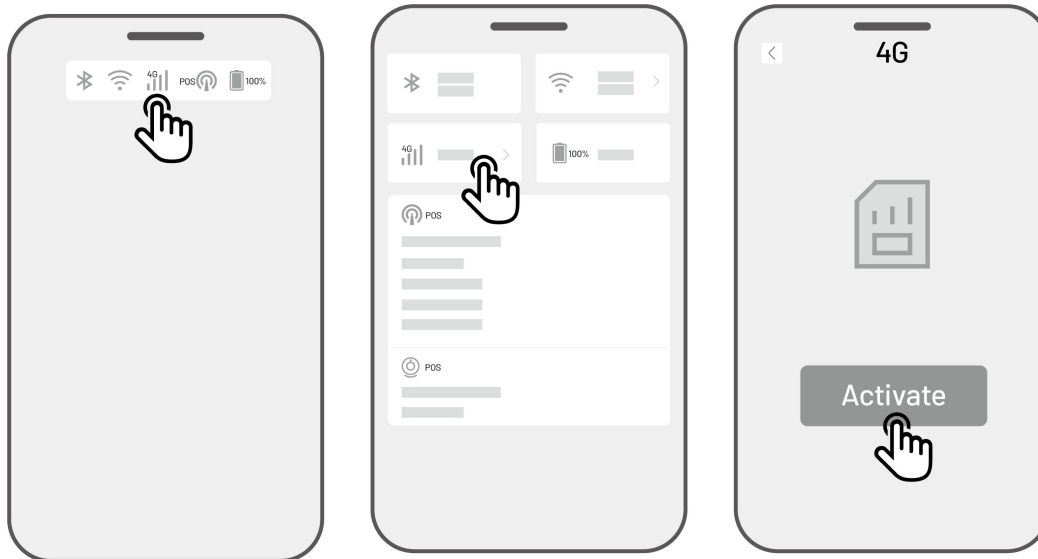 4G POS 100%
4G 100%
POS
POS
4G
Activate